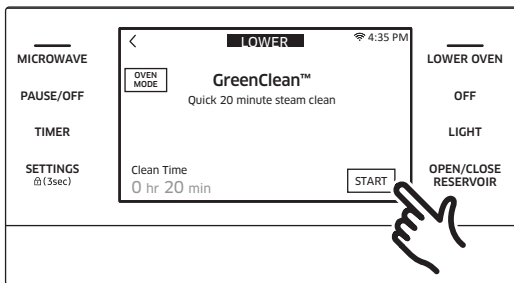 MICROWAVE
PAUSE/OFF
TIMER
SETTINGS
(3sec)
< LOWER 4:35 PM
OVEN
MODE
GreenClean™
Quick 20 minute steam clean
Clean Time
0 hr 20 min
START
LOWER OVEN
OFF
LIGHT
OPEN/CLOSE
RESERVOIR